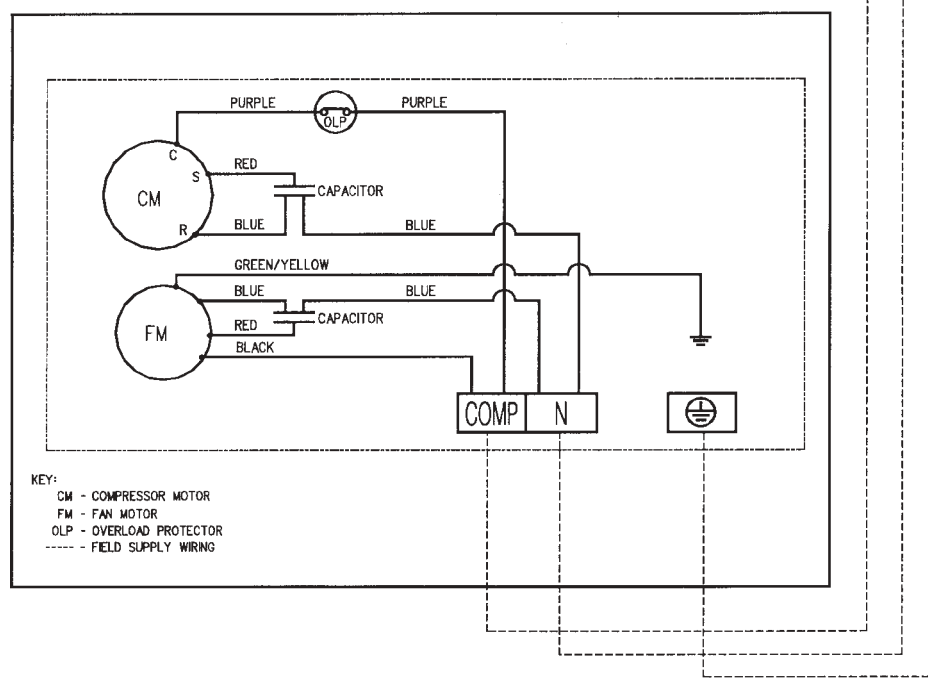 PURPLE
PURPLE
OLP
C
RED
S
CM
CAPACITOR
R
BLUE
BLUE
GREEN/YELLOW
BLUE
BLUE
CAPACITOR
FM
RED
BLACK
COMP
N
KEY:
CM - COMPRESSOR MOTOR
FM - FAN MOTOR
OLP - OVERLOAD PROTECTOR
----- - FIELD SUPPLY WIRING